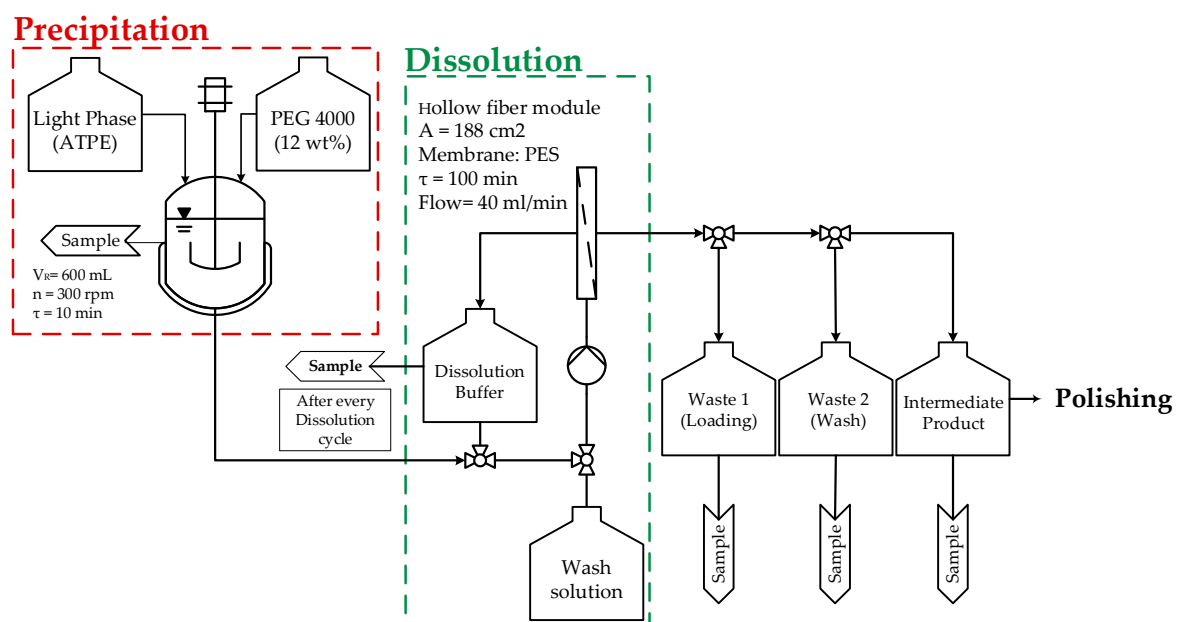 Precipitation
Light Phase
(ATPE)
PEG 4000
(12 wt%)
Sample
VR= 600 mL
n = 300 rpm
τ = 10 min
Dissolution
Hollow fiber module
A = 188 cm2
Membrane: PES
τ = 100 min
Flow= 40 ml/min
Sample
After every
Dissolution
cycle
Dissolution
Buffer
Wash
solution
Waste 1
(Loading)
Waste 2
(Wash)
Intermediate
Product
Polishing
Sample
Sample
Sample